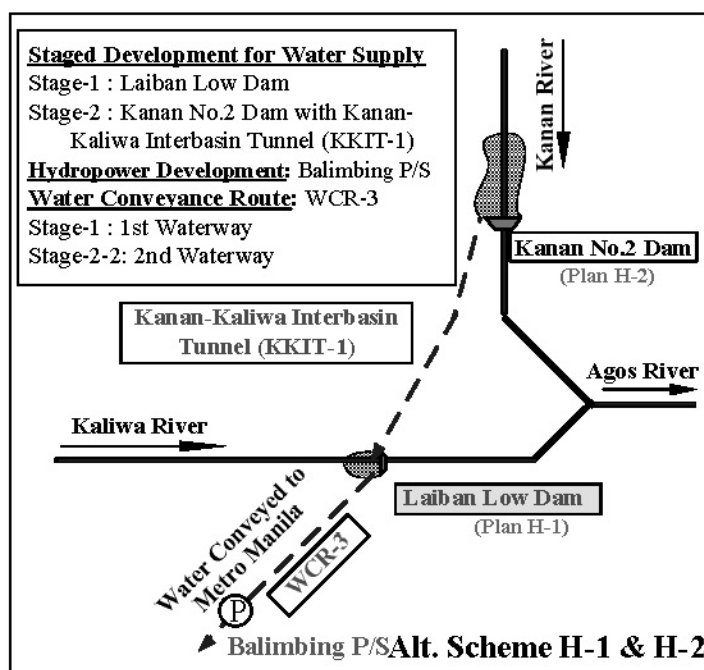 Staged Development for Water Supply
Stage-1 : Laiban Low Dam
Stage-2 : Kanan No.2 Dam with Kanan-
Kaliwa Interbasin Tunnel (KKIT-1)
Hydropower Development: Balimbing P/S
Water Conveyance Route: WCR-3
Stage-1 : 1st Waterway
Stage-2-2: 2nd Waterway
Kanan River
Kanan No.2 Dam
(Plan H-2)
Kanan-Kaliwa Interbasin
Tunnel (KKIT-1)
Agos River
Kaliwa River
Laiban Low Dam
(Plan H-1)
Water Conveyed to
Metro Manila
WCR-3
P
Balimbing P/S
Alt. Scheme H-1 & H-2